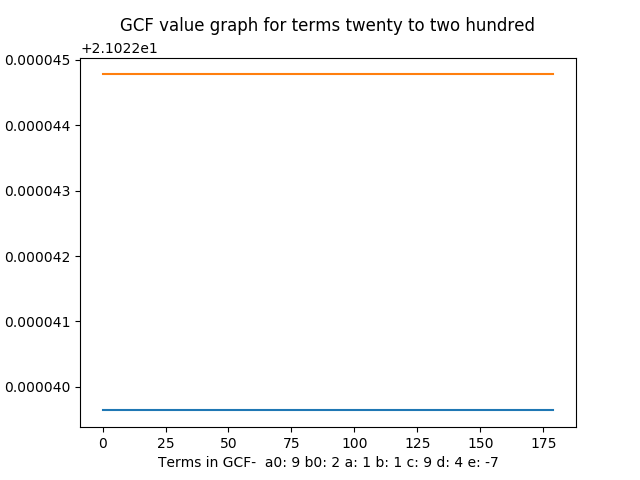 GCF value graph for terms twenty to two hundred
+2.1022e1
0.000045
0.000044
0.000043
0.000042
0.000041
0.000040
0 25 50 75 100 125 150 175
Terms in GCF-  a0: 9 b0: 2 a: 1 b: 1 c: 9 d: 4 e: -7